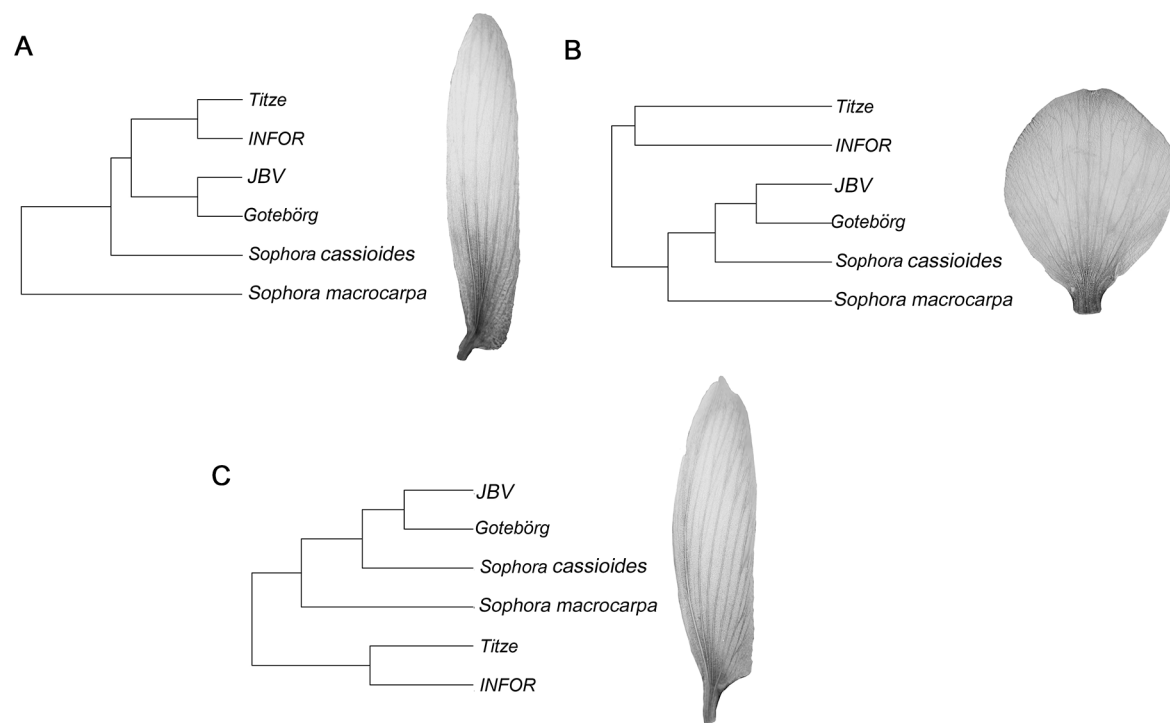 A
Titze
INFOR
JBV
Gotebörg
Sophora cassioides
Sophora macrocarpa
B
Titze
INFOR
JBV
Gotebörg
Sophora cassioides
Sophora macrocarpa
C
JBV
Gotebörg
Sophora cassioides
Sophora macrocarpa
Titze
INFOR